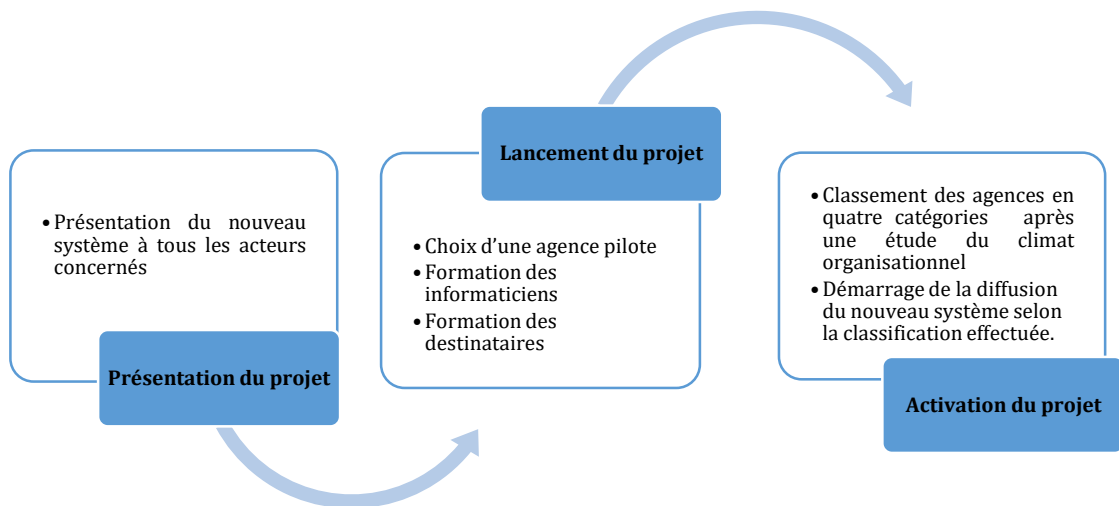 • Présentation du nouveau
système à tous les acteurs
concernés
Présentation du projet
Lancement du projet
• Choix d’une agence pilote
• Formation des
informaticiens
• Formation des
destinataires
• Classement des agences en
quatre catégories après
une étude du climat
organisationnel
• Démarrage de la diffusion
du nouveau système selon
la classification effectuée.
Activation du projet